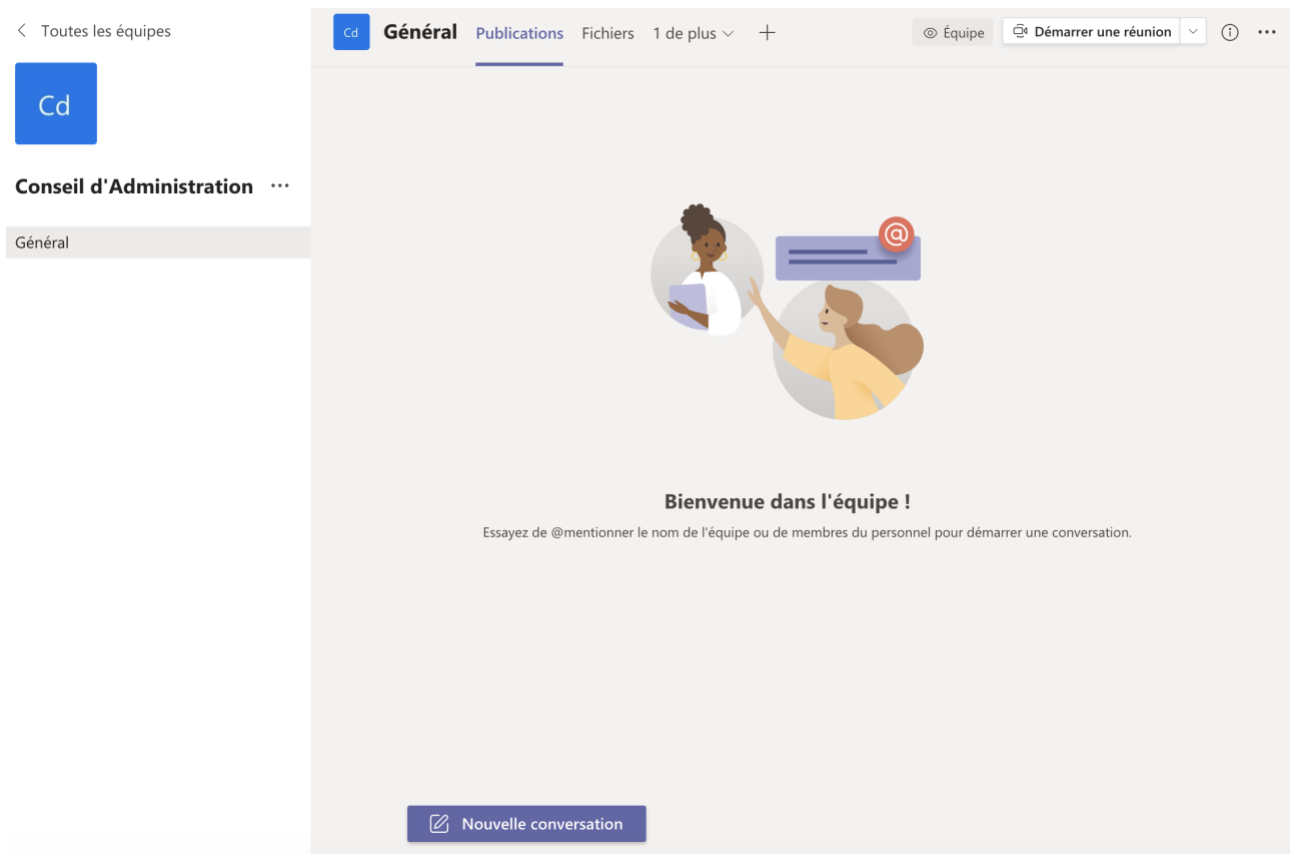 Toutes les équipes
Cd
Conseil d'Administration ...
Général
Cd Général Publications Fichiers 1 de plus Équipe Démarrer une réunion ...
@
Bienvenue dans l'équipe !
Essayez de @mentionner le nom de l'équipe ou de membres du personnel pour démarrer une conversation.
Nouvelle conversation